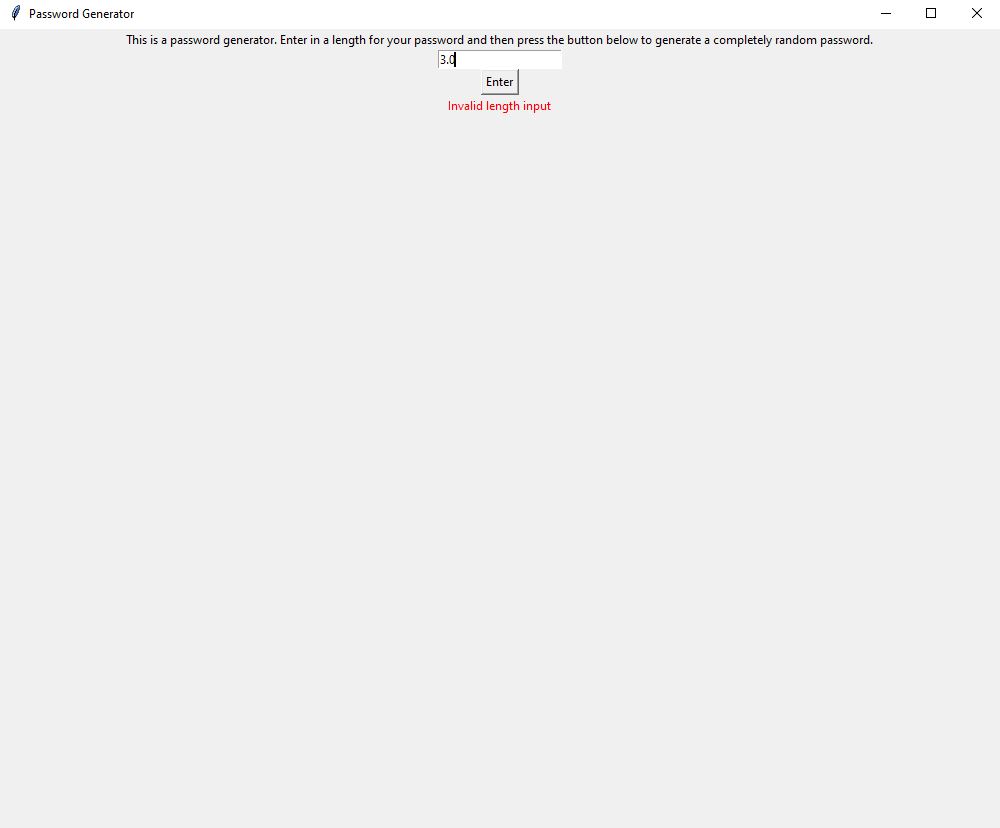 Password Generator
This is a password generator. Enter in a length for your password and then press the button below to generate a completely random password.
3.0
Enter
Invalid length input